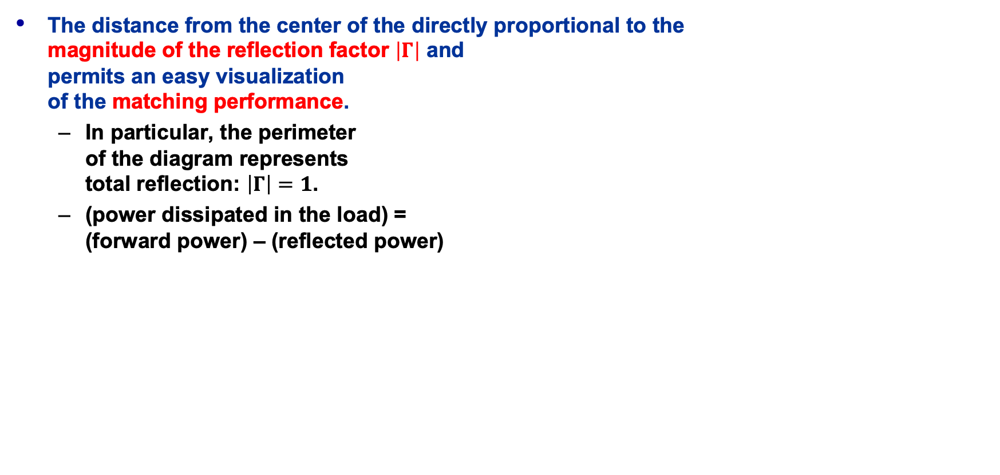 • The distance from the center of the directly proportional to the
magnitude of the reflection factor |Γ| and
permits an easy visualization
of the matching performance.
– In particular, the perimeter
of the diagram represents
total reflection: |Γ| = 1.
– (power dissipated in the load) =
(forward power) – (reflected power)